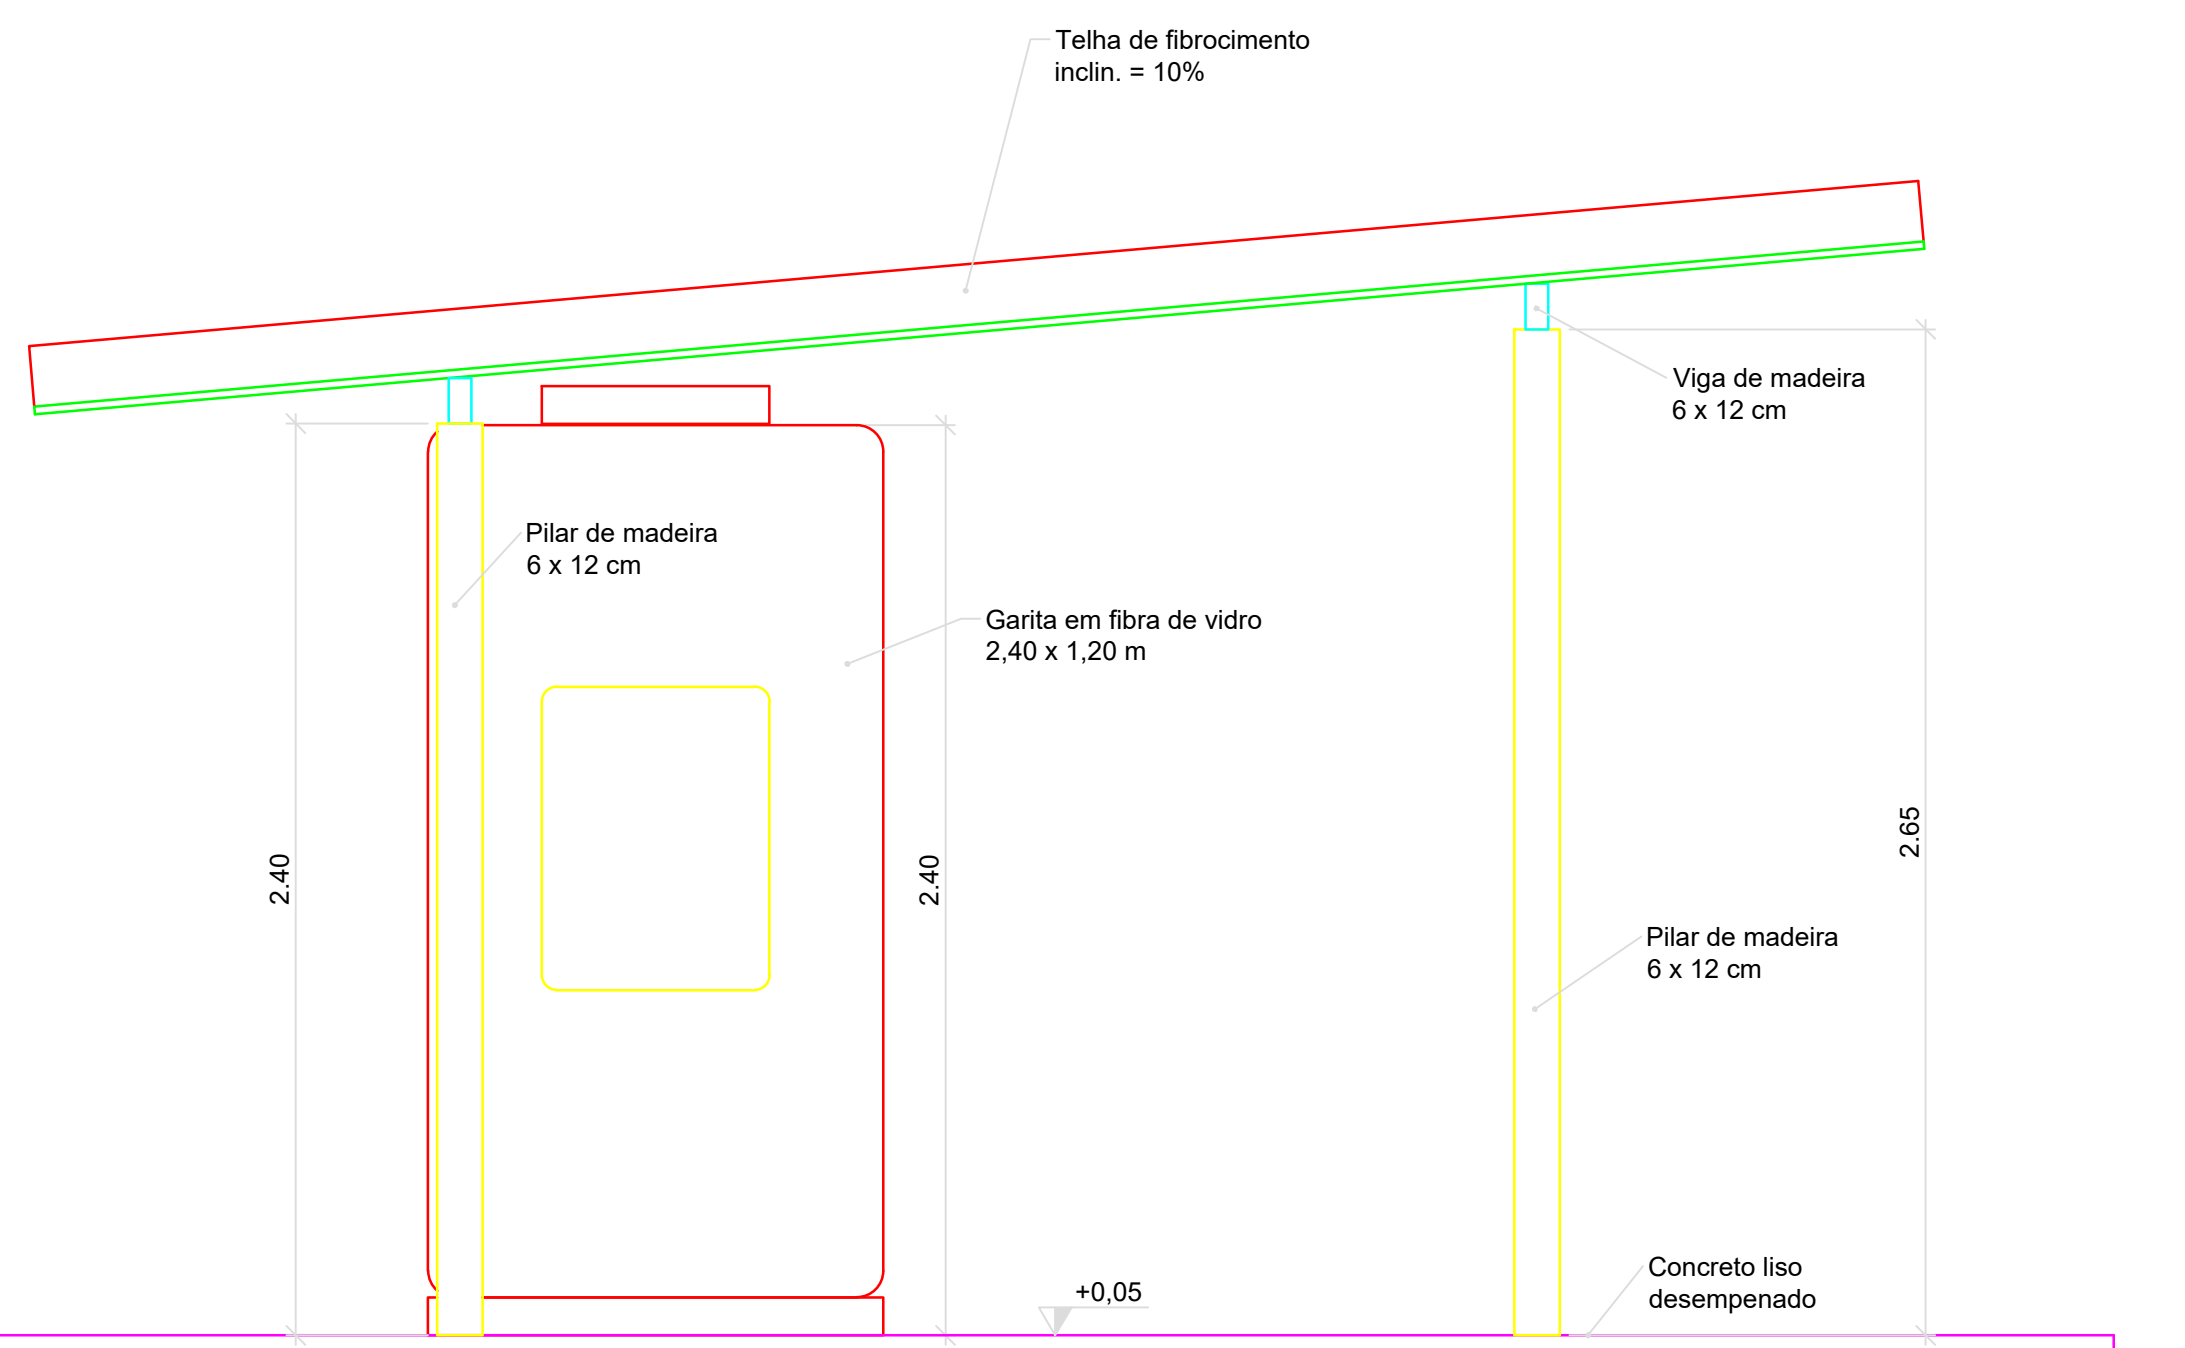 Telha de fibrocimento
inclin. = 10%
Viga de madeira
6 x 12 cm
Pilar de madeira
6 x 12 cm
Garita em fibra de vidro
2,40 x 1,20 m
2.40
2.40
2.65
Pilar de madeira
6 x 12 cm
+0,05
Concreto liso
desempenado